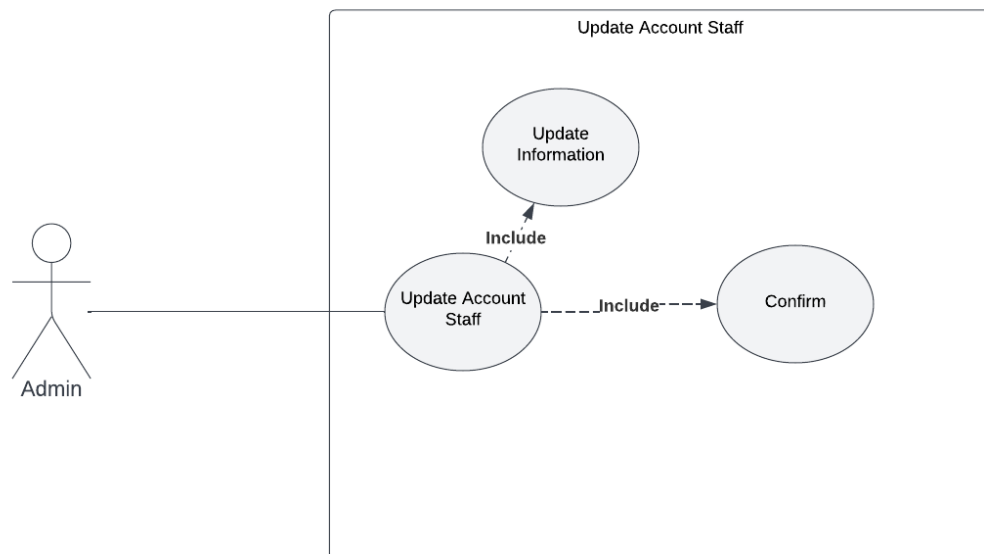 Update Account Staff
Update
Information
Include
Update Account
Staff
Include
Confirm
Admin